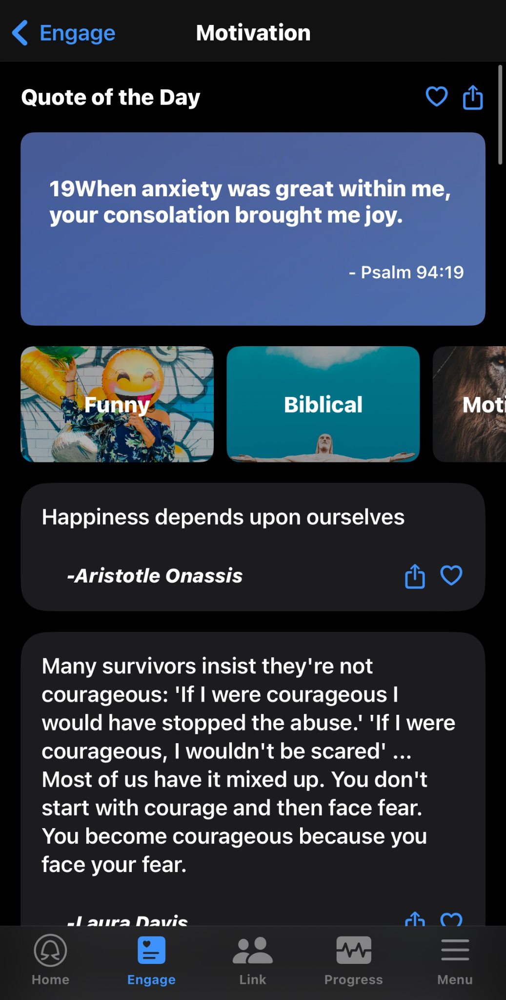 Engage
Motivation
Quote of the Day
19When anxiety was great within me,
your consolation brought me joy.
- Psalm 94:19
Funny
Biblical
Moti
Happiness depends upon ourselves
-Aristotle Onassis
Many survivors insist they're not
courageous: 'If I were courageous I
would have stopped the abuse.' 'If I were
courageous, I wouldn't be scared' ...
Most of us have it mixed up. You don't
start with courage and then face fear.
You become courageous because you
face your fear.
-Laura Davis
Home
Engage
Link
Progress
Menu